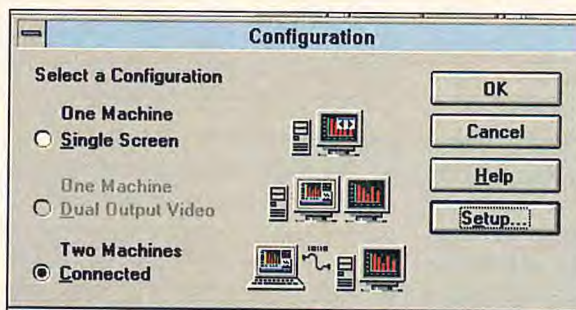 Configuration
Select a Configuration
One Machine
Single Screen
One Machine
Dual Output Video
Two Machines
Connected
OK
Cancel
Help
Setup...